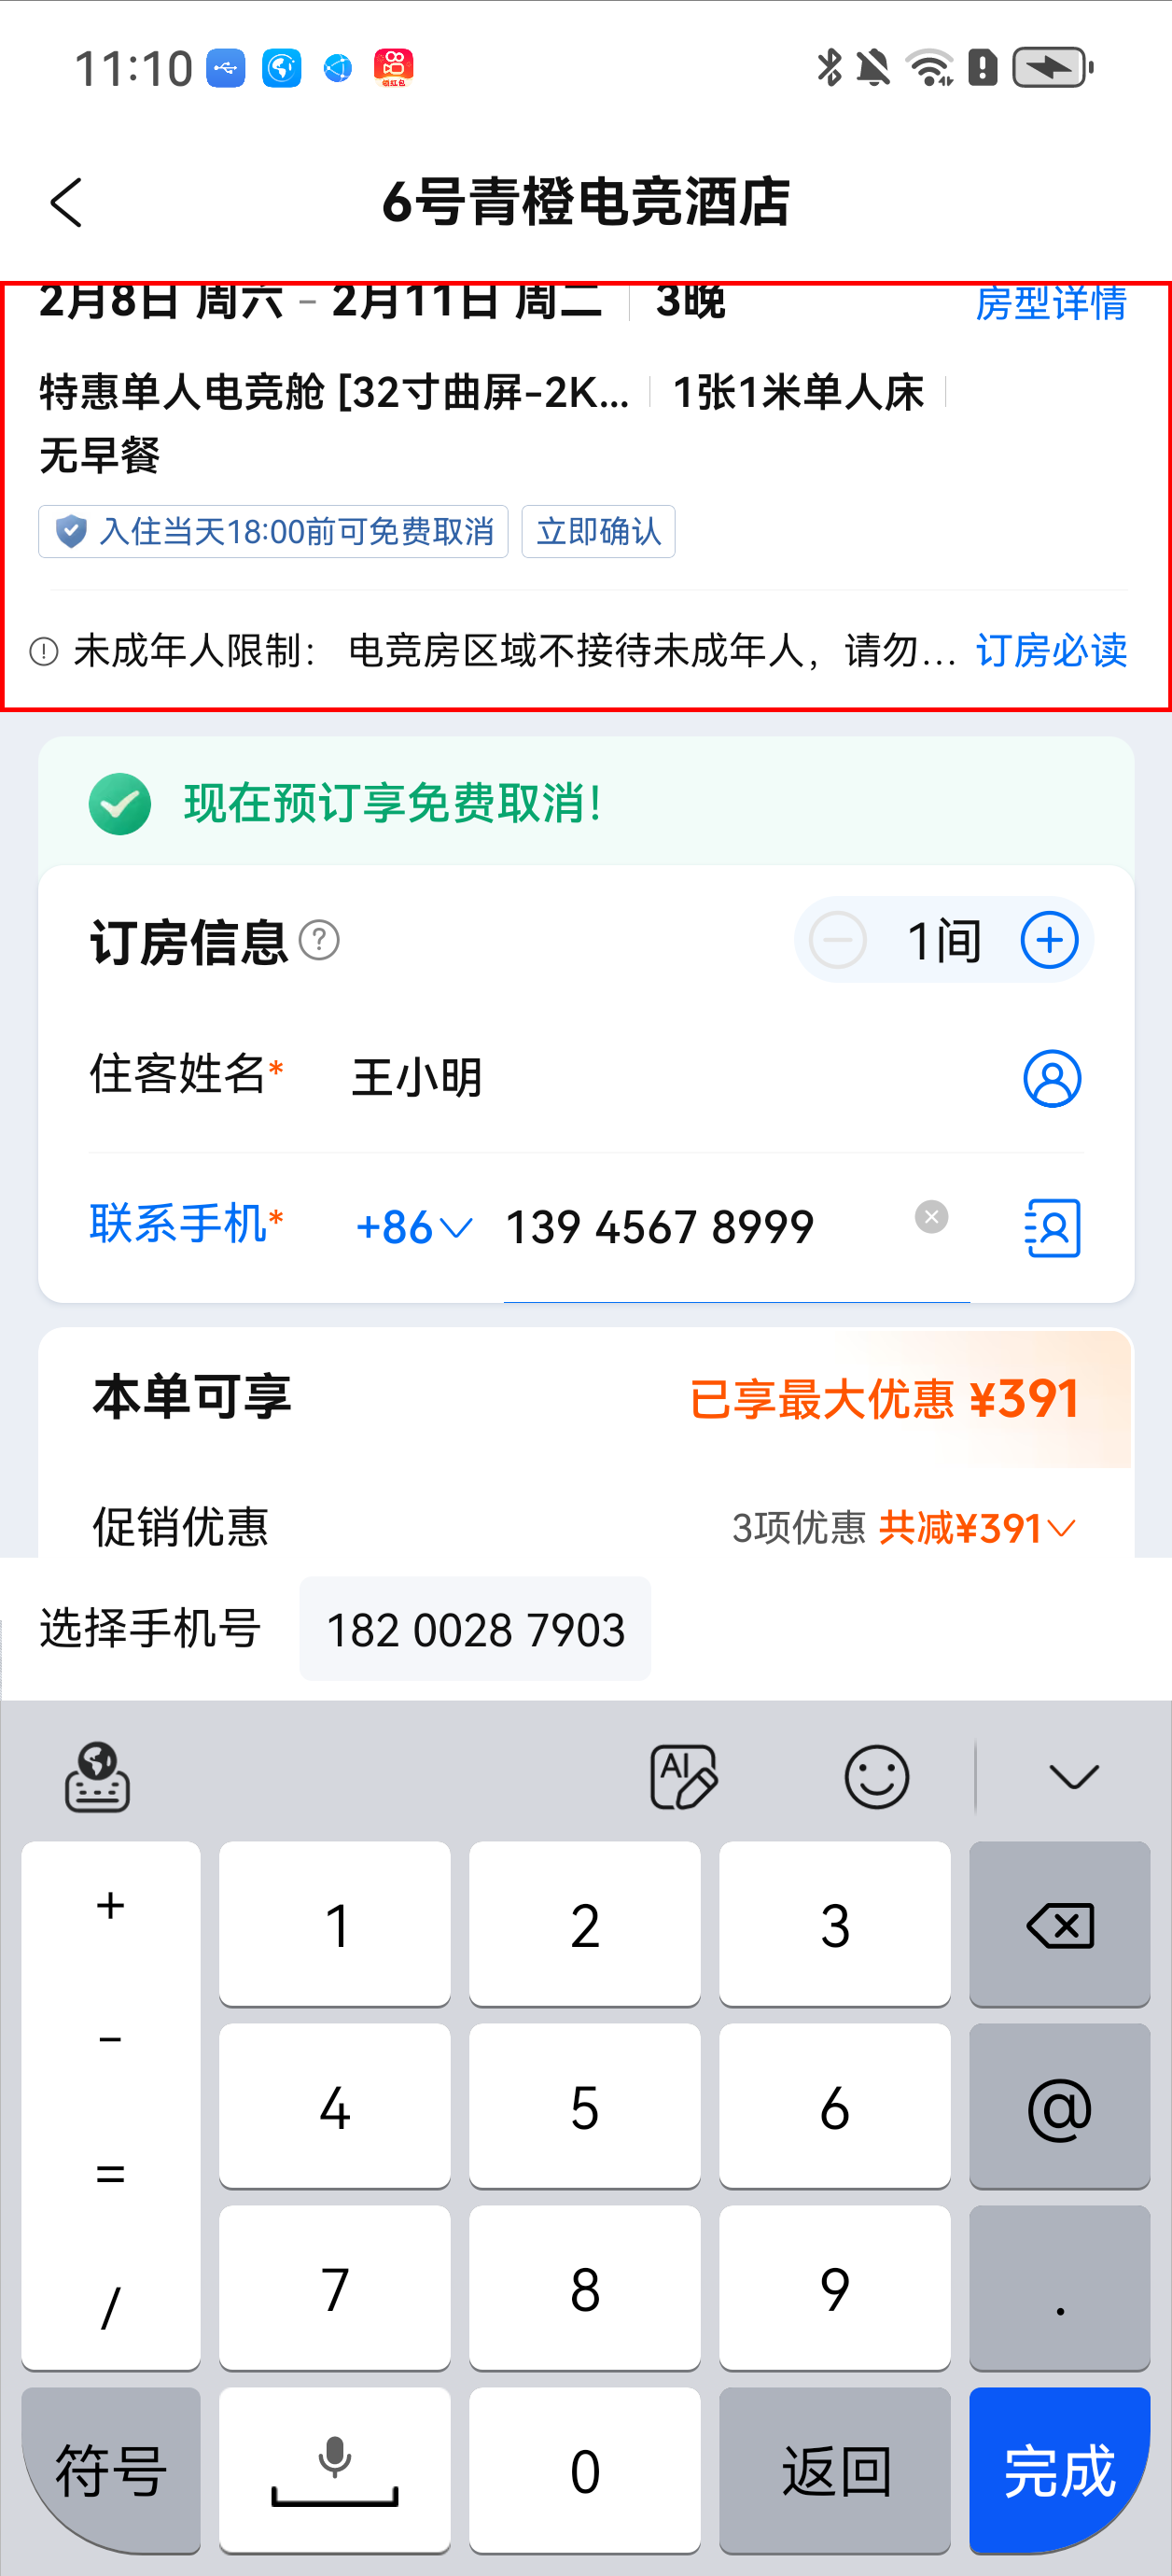 11:10
6号青橙电竞酒店
2月8日 周六 - 2月11日 周二 3晚 房型详情
特惠单人电竞舱 [32寸曲屏-2K... 1张1米单人床
无早餐
入住当天18:00前可免费取消 立即确认
未成年人限制： 电竞房区域不接待未成年人，请勿... 订房必读
现在预订享免费取消！
订房信息 ? 1间
住客姓名* 王小明
联系手机* +86 139 4567 8999
本单可享 已享最大优惠 ¥391
促销优惠 3项优惠 共减¥391
选择手机号 182 0028 7903
AI
+ 1 2 3
- 4 5 6 @
=
/ 7 8 9 .
符号 0 返回 完成